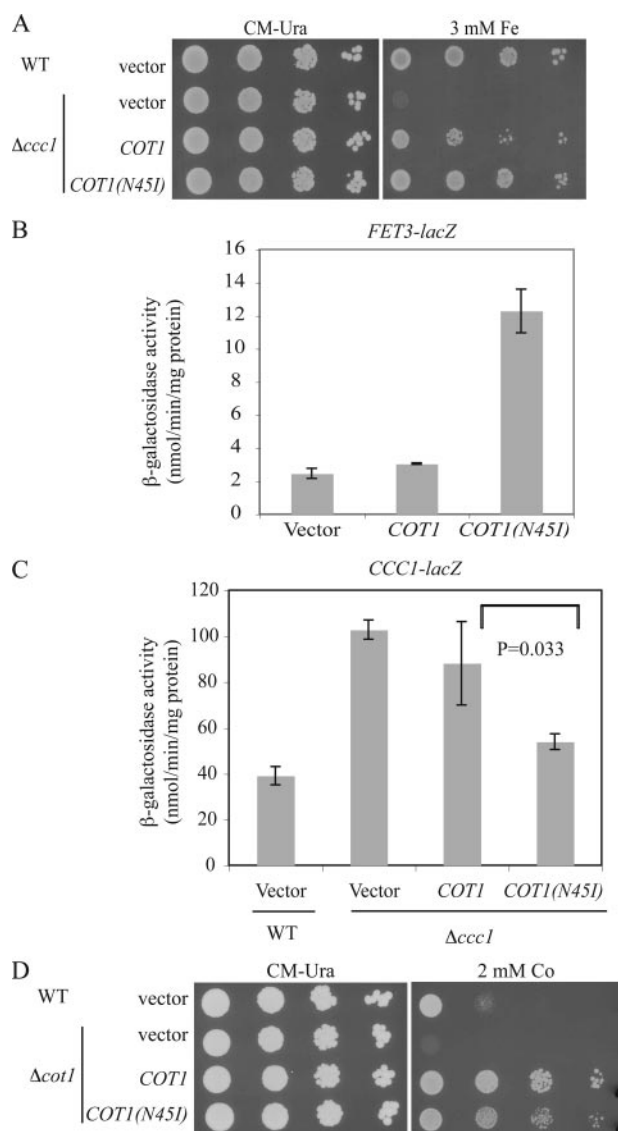 A
CM-Ura
3 mM Fe
WT
vector
Δccc1
vector
COT1
COT1(N45I)
B
FET3-lacZ
β-galactosidase activity
(nmol/min/mg protein)
16
14
12
10
8
6
4
2
0
Vector
COT1
COT1(N45I)
C
CCC1-lacZ
β-galactosidase activity
(nmol/min/mg protein)
120
100
80
60
40
20
0
P=0.033
Vector
Vector
COT1
COT1(N45I)
WT
Δccc1
D
CM-Ura
2 mM Co
WT
vector
Δcot1
vector
COT1
COT1(N45I)